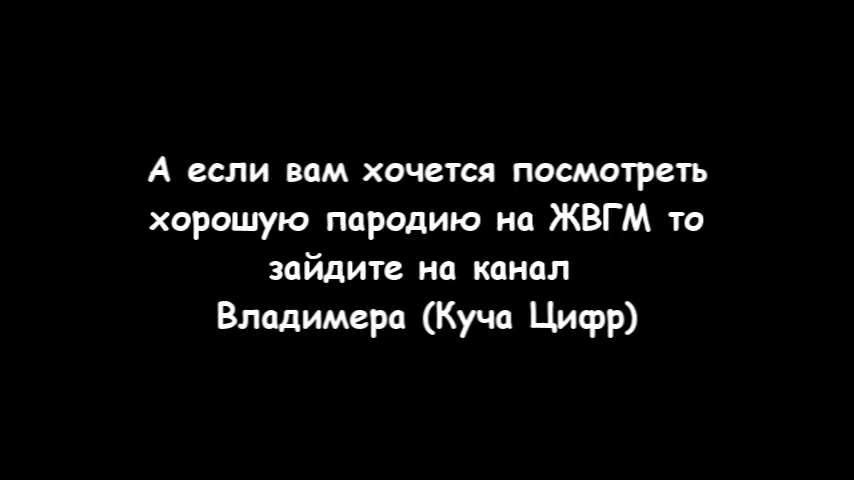 А если вам хочется посмотреть
хорошую пародию на ЖВГМ то
зайдите на канал
Владимера (Куча Цифр)